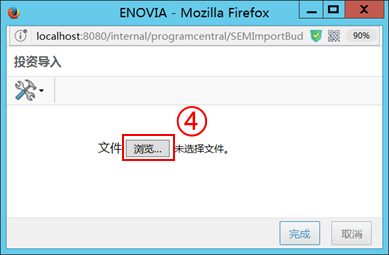 ENOVIA - Mozilla Firefox
localhost:8080/internal/programcentral/SEMImportBud
90%
投资导入
④
文件 浏览... 未选择文件。
完成 取消